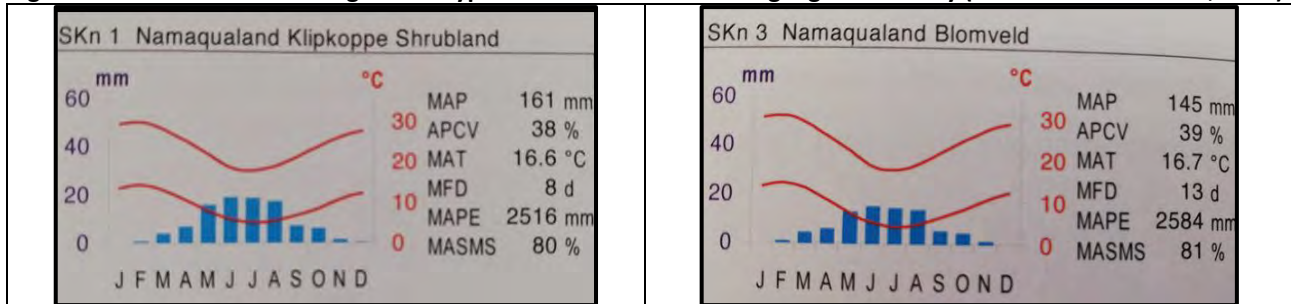 SKn 1 Namaqualand Klipkoppe Shrubland
mm °C
60
40
20
0
30
20
10
0
MAP 161 mm
APCV 38 %
MAT 16.6 °C
MFD 8 d
MAPE 2516 mm
MASMS 80 %
J F M A M J J A S O N D
SKn 3 Namaqualand Blomveld
mm °C
60
40
20
0
30
20
10
0
MAP 145 mm
APCV 39 %
MAT 16.7 °C
MFD 13 d
MAPE 2584 mm
MASMS 81 %
J F M A M J J A S O N D